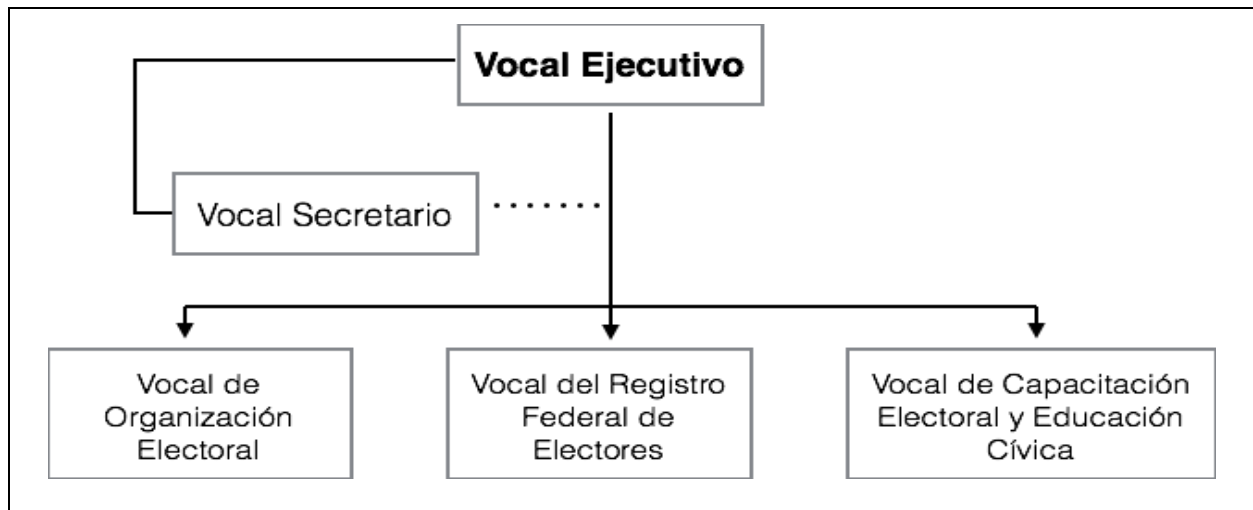 Vocal Ejecutivo
Vocal Secretario
Vocal de
Organización
Electoral
Vocal del Registro
Federal de
Electores
Vocal de Capacitación
Electoral y Educación
Cívica